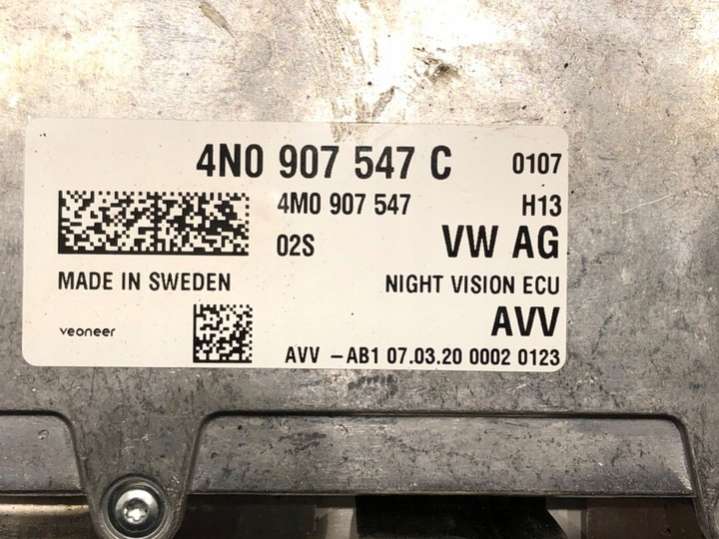 4N0 907 547 C 0107
4M0 907 547 H13
02S VW AG
MADE IN SWEDEN NIGHT VISION ECU
veoneer AVV
AVV - AB1 07.03.20 0002 0123